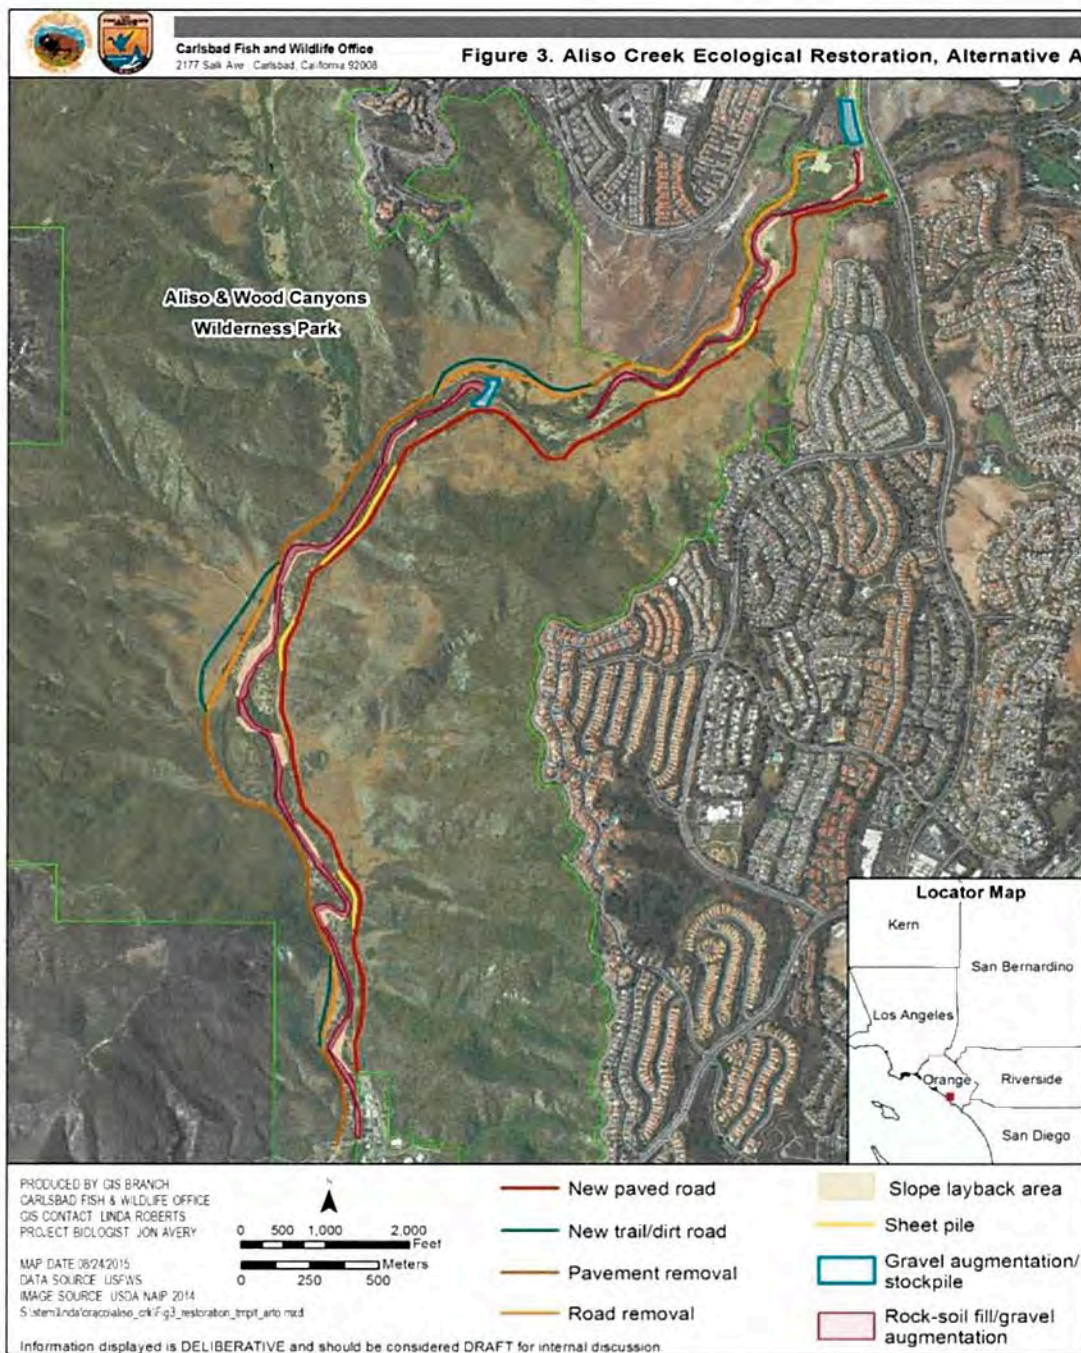 Carlsbad Fish and Wildlife Office
2177 Salk Ave Carlsbad, California 92008
Figure 3. Aliso Creek Ecological Restoration, Alternative A
Aliso & Wood Canyons
Wilderness Park
Locator Map
Kern
San Bernardino
Los Angeles
Orange
Riverside
San Diego
PRODUCED BY GIS BRANCH
CARLSBAD FISH & WILDLIFE OFFICE
GIS CONTACT LINDA ROBERTS
PROJECT BIOLOGIST JON AVERY
MAP DATE 08/24/2015
DATA SOURCE USFWS
IMAGE SOURCE USDA NAIP 2014
N
0 500 1,000 2,000
Feet
Meters
0 250 500
New paved road
New trail/dirt road
Pavement removal
Road removal
Slope layback area
Sheet pile
Gravel augmentation/
stockpile
Rock-soil fill/gravel
augmentation
Information displayed is DELIBERATIVE and should be considered DRAFT for internal discussion